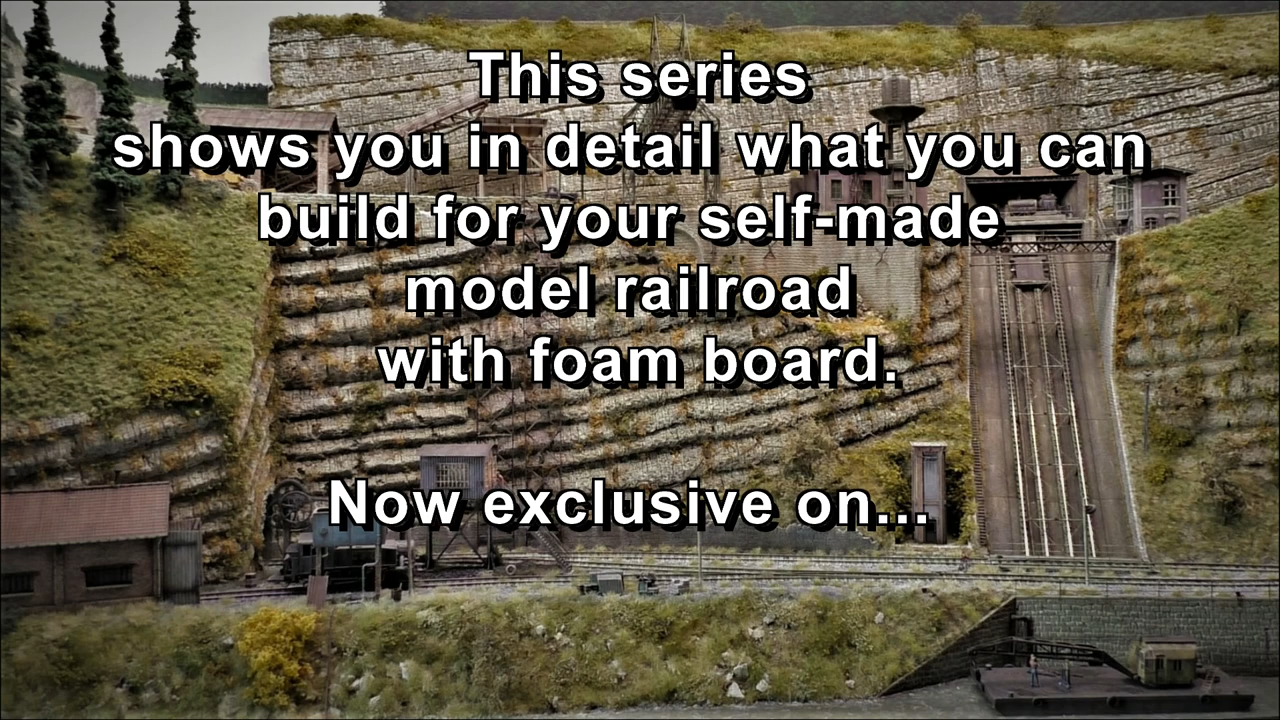 This series
shows you in detail what you can
build for your self-made
model railroad
with foam board.
Now exclusive on...